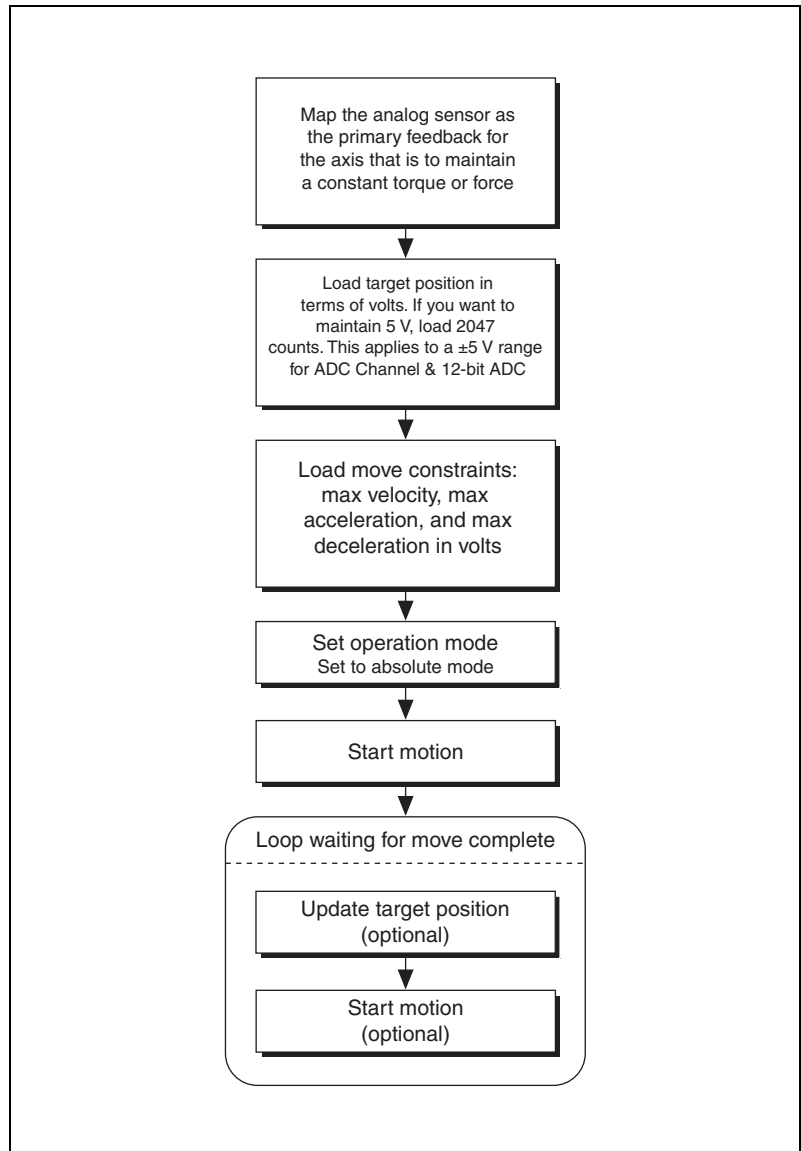 Map the analog sensor as
the primary feedback for
the axis that is to maintain
a constant torque or force
Load target position in
terms of volts. If you want to
maintain 5 V, load 2047
counts. This applies to a ±5 V range
for ADC Channel & 12-bit ADC
Load move constraints:
max velocity, max
acceleration, and max
deceleration in volts
Set operation mode
Set to absolute mode
Start motion
Loop waiting for move complete
Update target position
(optional)
Start motion
(optional)